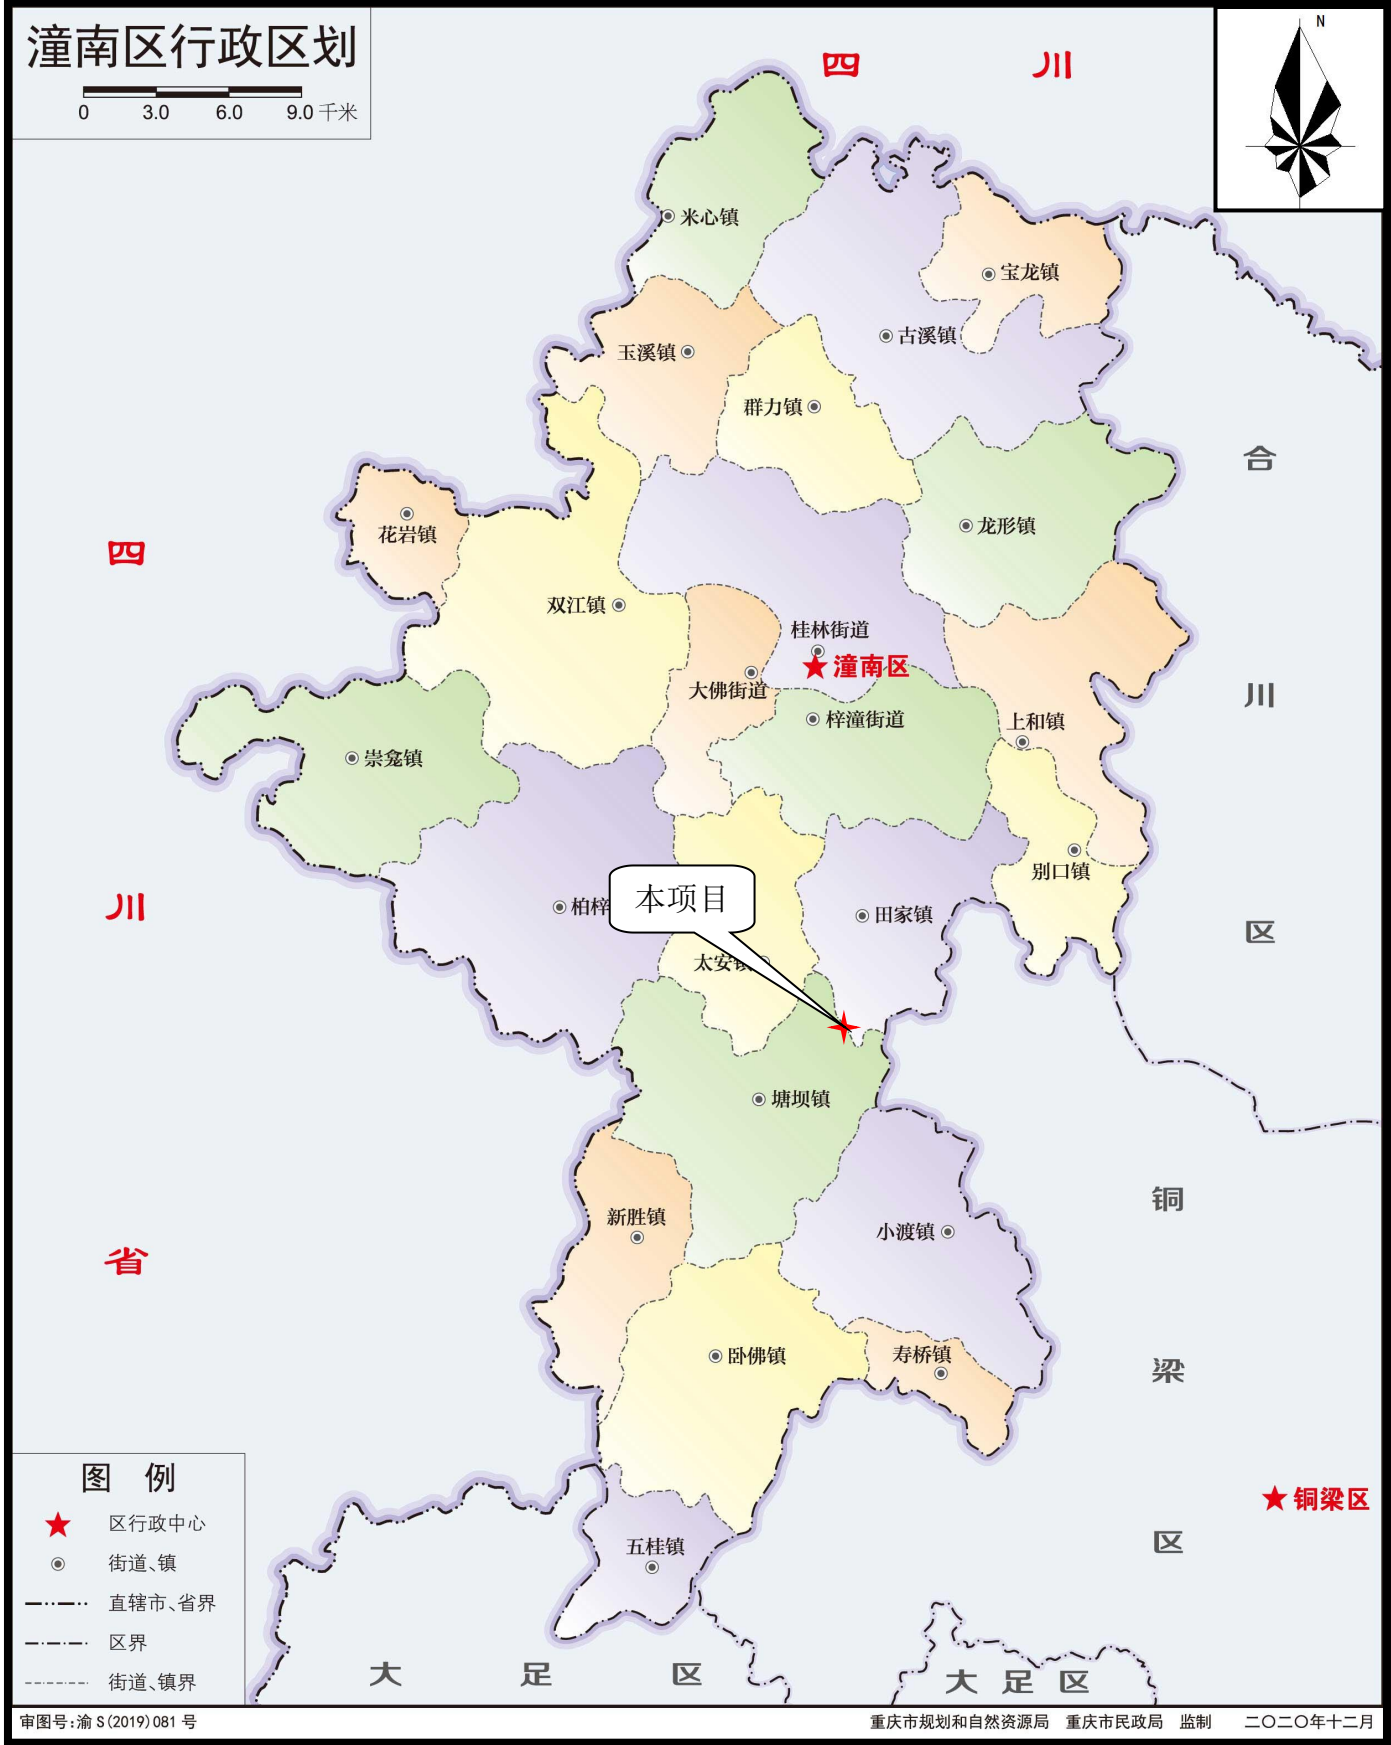 潼南区行政区划
0 3.0 6.0 9.0 千米
N
四 川
米心镇
宝龙镇
古溪镇
玉溪镇
群力镇
合
川
区
花岩镇
龙形镇
四
川
省
双江镇
桂林街道
潼南区
大佛街道
梓潼街道
上和镇
崇龛镇
别口镇
本项目
柏梓
田家镇
太安镇
塘坝镇
铜
梁
区
新胜镇
小渡镇
卧佛镇
寿桥镇
铜梁区
五桂镇
图 例
区行政中心
街道、镇
直辖市、省界
区界
街道、镇界
大 足 区
大 足 区
审图号:渝 S(2019)081 号
重庆市规划和自然资源局 重庆市民政局 监制 二〇二〇年十二月